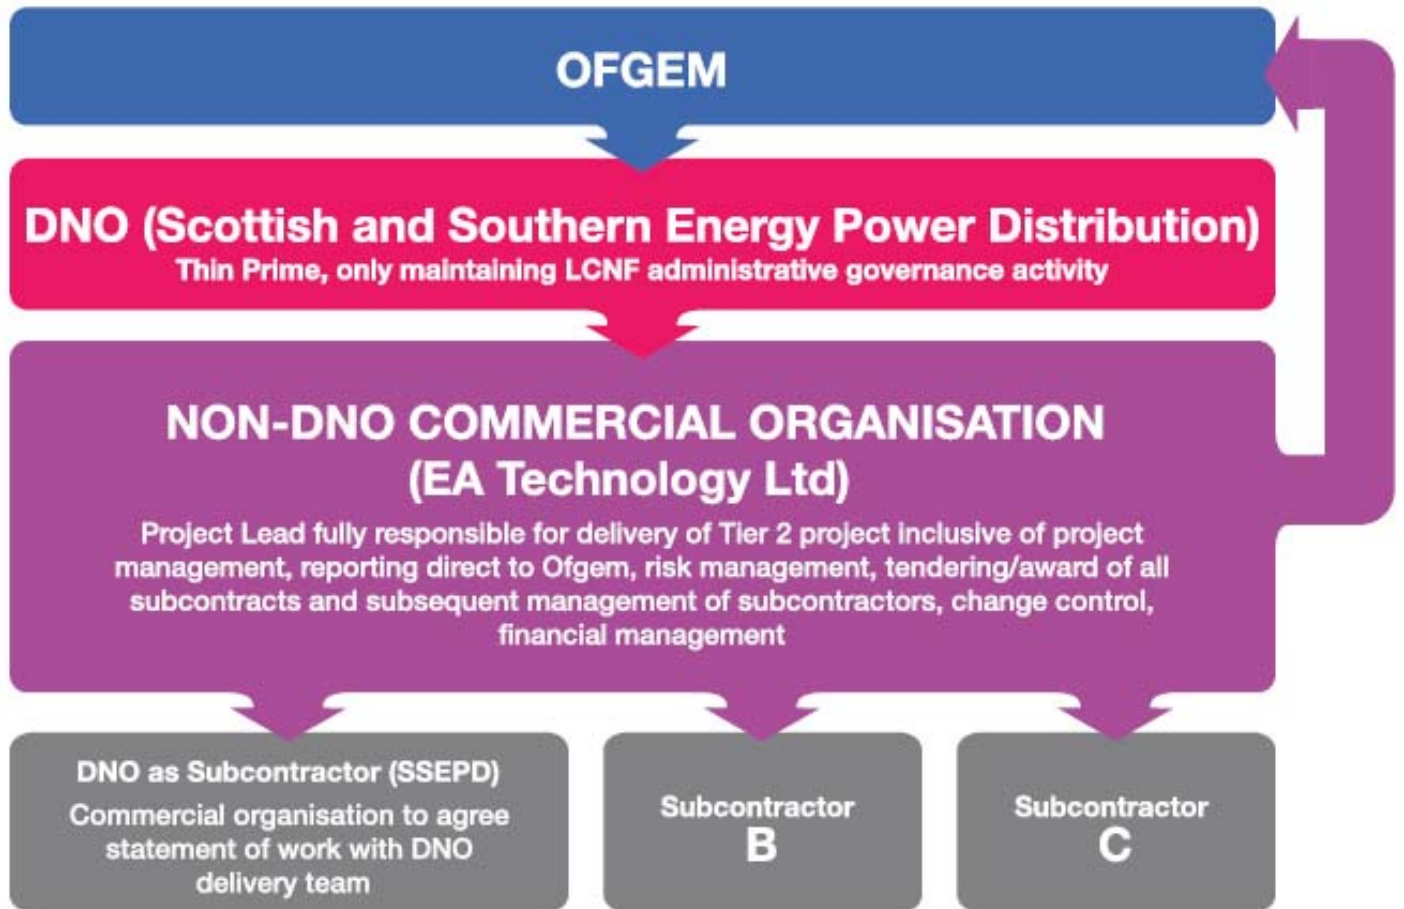 OFGEM
DNO (Scottish and Southern Energy Power Distribution)
Thin Prime, only maintaining LCNF administrative governance activity
NON-DNO COMMERCIAL ORGANISATION
(EA Technology Ltd)
Project Lead fully responsible for delivery of Tier 2 project inclusive of project
management, reporting direct to Ofgem, risk management, tendering/award of all
subcontracts and subsequent management of subcontractors, change control,
financial management
DNO as Subcontractor (SSEPD)
Commercial organisation to agree
statement of work with DNO
delivery team
Subcontractor
B
Subcontractor
C